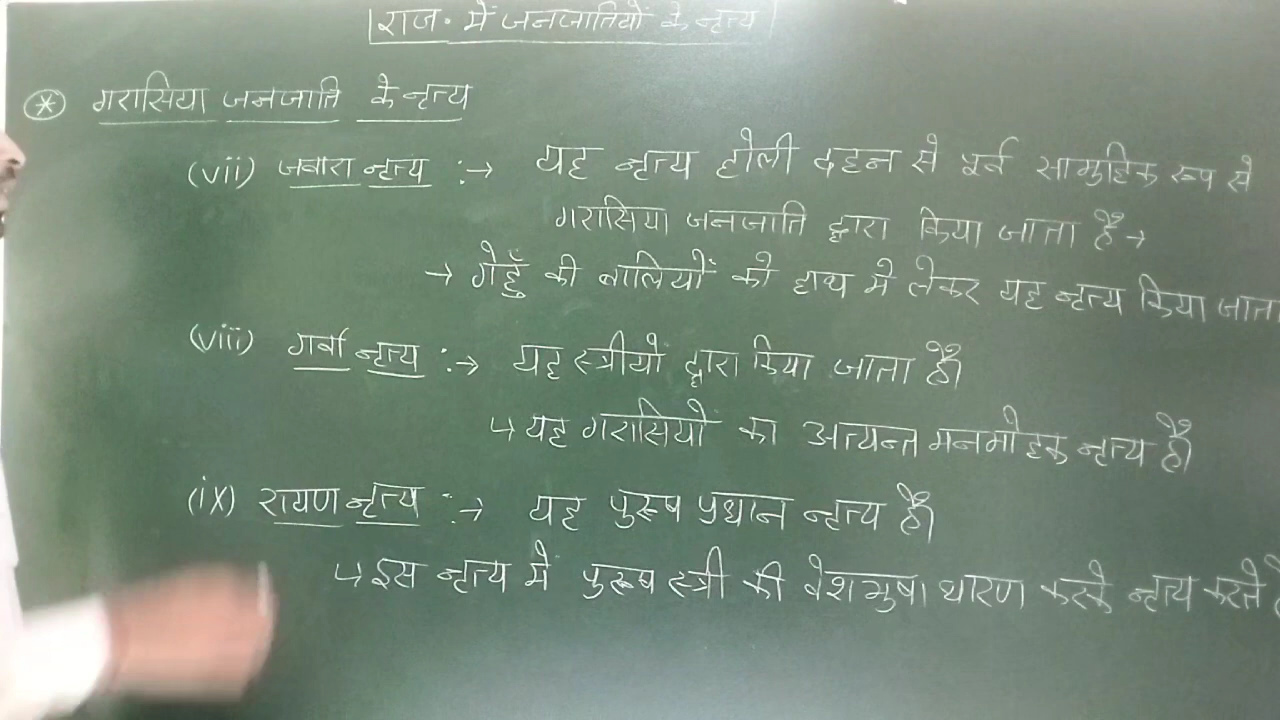 राज. में जनजातियों के नृत्य
* गरासिया जनजाति के नृत्य
(vii) जवारा नृत्य :→ यह नृत्य होली दहन से पूर्व सामुहिक रूप से
गरासिया जनजाति द्वारा किया जाता है →
→ गेहुँ की बालियों को हाथ में लेकर यह नृत्य किया जाता
(viii) गर्वा नृत्य :→ यह स्त्रीयों द्वारा किया जाता है।
↳ यह गरासियों का अत्यन्त मनमोहक नृत्य है।
(ix) रायण नृत्य :→ यह पुरूष प्रधान नृत्य है।
↳ इस नृत्य में पुरूष स्त्री की वेशभुषा धारण करके नृत्य करते